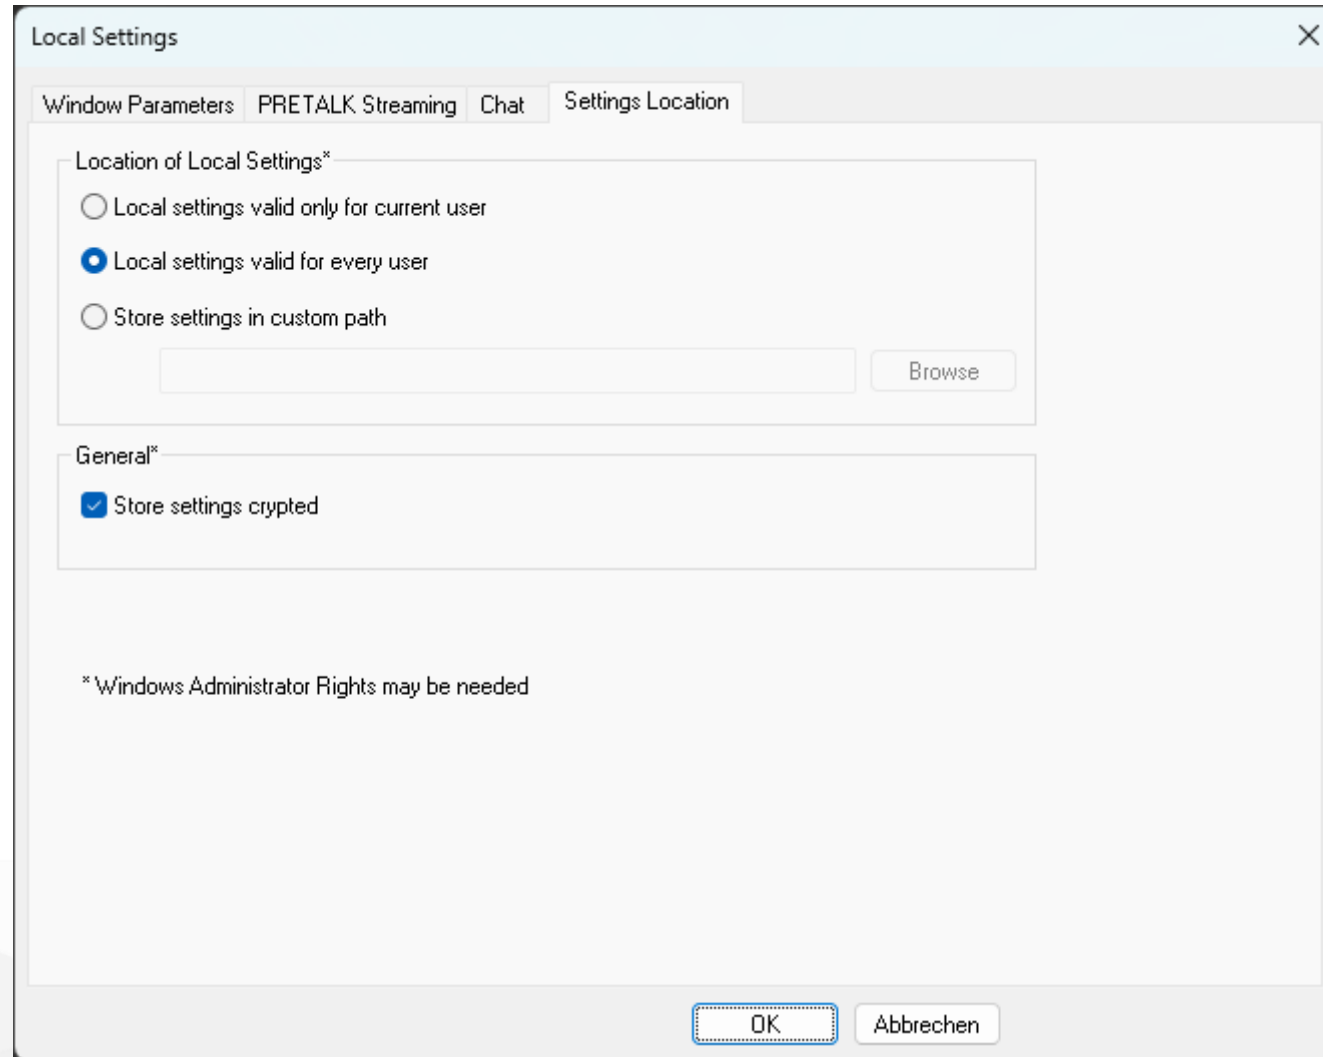 Local Settings
Window Parameters PRETALK Streaming Chat Settings Location
Location of Local Settings*
Local settings valid only for current user
Local settings valid for every user
Store settings in custom path
Browse
General*
Store settings crypted
* Windows Administrator Rights may be needed
OK Abbrechen